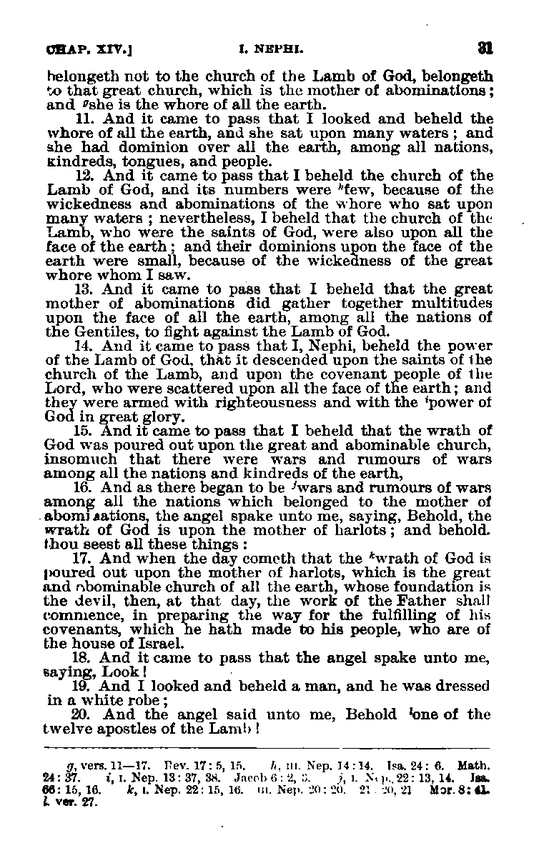 CHAP. XIV.] I. NEPHI. 31
belongeth not to the church of the Lamb of God, belongeth
to that great church, which is the mother of abominations;
and gshe is the whore of all the earth.
11. And it came to pass that I looked and beheld the
whore of all the earth, and she sat upon many waters; and
she had dominion over all the earth, among all nations,
kindreds, tongues, and people.
12. And it came to pass that I beheld the church of the
Lamb of God, and its numbers were hfew, because of the
wickedness and abominations of the whore who sat upon
many waters; nevertheless, I beheld that the church of the
Lamb, who were the saints of God, were also upon all the
face of the earth; and their dominions upon the face of the
earth were small, because of the wickedness of the great
whore whom I saw.
13. And it came to pass that I beheld that the great
mother of abominations did gather together multitudes
upon the face of all the earth, among all the nations of
the Gentiles, to fight against the Lamb of God.
14. And it came to pass that I, Nephi, beheld the power
of the Lamb of God, that it descended upon the saints of the
church of the Lamb, and upon the covenant people of the
Lord, who were scattered upon all the face of the earth; and
they were armed with righteousness and with the ipower of
God in great glory.
15. And it came to pass that I beheld that the wrath of
God was poured out upon the great and abominable church,
insomuch that there were wars and rumours of wars
among all the nations and kindreds of the earth,
16. And as there began to be jwars and rumours of wars
among all the nations which belonged to the mother of
abominations, the angel spake unto me, saying, Behold, the
wrath of God is upon the mother of harlots; and behold.
thou seest all these things:
17. And when the day cometh that the kwrath of God is
poured out upon the mother of harlots, which is the great
and abominable church of all the earth, whose foundation is
the devil, then, at that day, the work of the Father shall
commence, in preparing the way for the fulfilling of his
covenants, which he hath made to his people, who are of
the house of Israel.
18. And it came to pass that the angel spake unto me,
saying, Look!
19. And I looked and beheld a man, and he was dressed
in a white robe;
20. And the angel said unto me, Behold lone of the
twelve apostles of the Lamb!
g, vers. 11—17. Rev. 17: 5, 15. h, III. Nep. 14: 14. Isa. 24: 6. Math.
24: 37. i, I. Nep. 13: 37, 38. Jacob 6: 2, 3. j, I. Nep. 22: 13, 14. Isa.
66: 15, 16. k, I. Nep. 22: 15, 16. III. Nep. 20: 20. 21: 20, 21 Mor. 8: 41.
l, ver. 27.